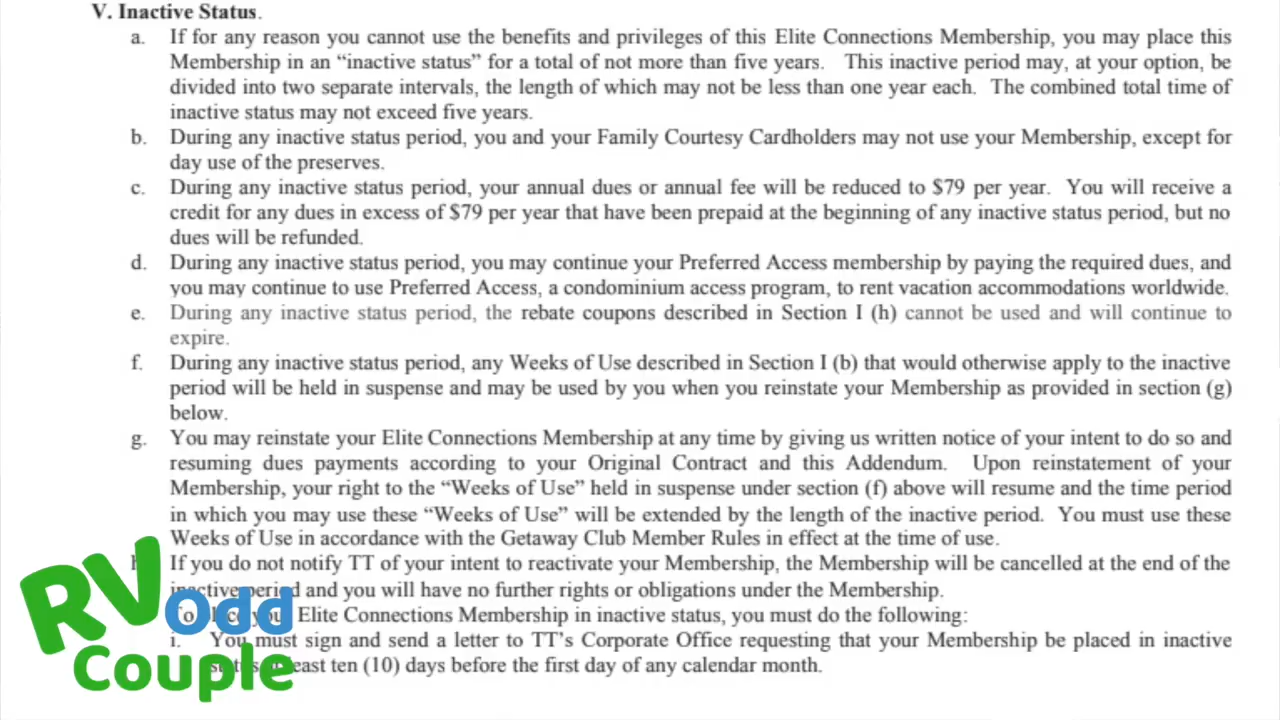 V. Inactive Status.
a. If for any reason you cannot use the benefits and privileges of this Elite Connections Membership, you may place this
Membership in an “inactive status” for a total of not more than five years. This inactive period may, at your option, be
divided into two separate intervals, the length of which may not be less than one year each. The combined total time of
inactive status may not exceed five years.
b. During any inactive status period, you and your Family Courtesy Cardholders may not use your Membership, except for
day use of the preserves.
c. During any inactive status period, your annual dues or annual fee will be reduced to $79 per year. You will receive a
credit for any dues in excess of $79 per year that have been prepaid at the beginning of any inactive status period, but no
dues will be refunded.
d. During any inactive status period, you may continue your Preferred Access membership by paying the required dues, and
you may continue to use Preferred Access, a condominium access program, to rent vacation accommodations worldwide.
e. During any inactive status period, the rebate coupons described in Section I (h) cannot be used and will continue to
expire.
f. During any inactive status period, any Weeks of Use described in Section I (b) that would otherwise apply to the inactive
period will be held in suspense and may be used by you when you reinstate your Membership as provided in section (g)
below.
g. You may reinstate your Elite Connections Membership at any time by giving us written notice of your intent to do so and
resuming dues payments according to your Original Contract and this Addendum. Upon reinstatement of your
Membership, your right to the “Weeks of Use” held in suspense under section (f) above will resume and the time period
in which you may use these “Weeks of Use” will be extended by the length of the inactive period. You must use these
Weeks of Use in accordance with the Getaway Club Member Rules in effect at the time of use.
If you do not notify TT of your intent to reactivate your Membership, the Membership will be cancelled at the end of the
inactive period and you will have no further rights or obligations under the Membership.
Elite Connections Membership in inactive status, you must do the following:
i. You must sign and send a letter to TT’s Corporate Office requesting that your Membership be placed in inactive
least ten (10) days before the first day of any calendar month.
RV Odd
Couple